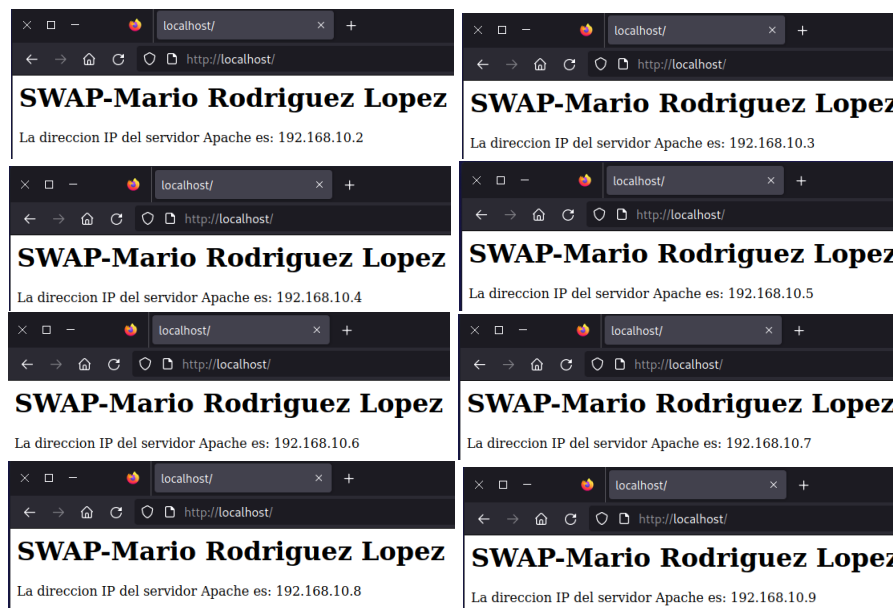 localhost/
http://localhost/
SWAP-Mario Rodriguez Lopez
La direccion IP del servidor Apache es: 192.168.10.2
localhost/
http://localhost/
SWAP-Mario Rodriguez Lopez
La direccion IP del servidor Apache es: 192.168.10.3
localhost/
http://localhost/
SWAP-Mario Rodriguez Lopez
La direccion IP del servidor Apache es: 192.168.10.4
localhost/
http://localhost/
SWAP-Mario Rodriguez Lopez
La direccion IP del servidor Apache es: 192.168.10.5
localhost/
http://localhost/
SWAP-Mario Rodriguez Lopez
La direccion IP del servidor Apache es: 192.168.10.6
localhost/
http://localhost/
SWAP-Mario Rodriguez Lopez
La direccion IP del servidor Apache es: 192.168.10.7
localhost/
http://localhost/
SWAP-Mario Rodriguez Lopez
La direccion IP del servidor Apache es: 192.168.10.8
localhost/
http://localhost/
SWAP-Mario Rodriguez Lopez
La direccion IP del servidor Apache es: 192.168.10.9